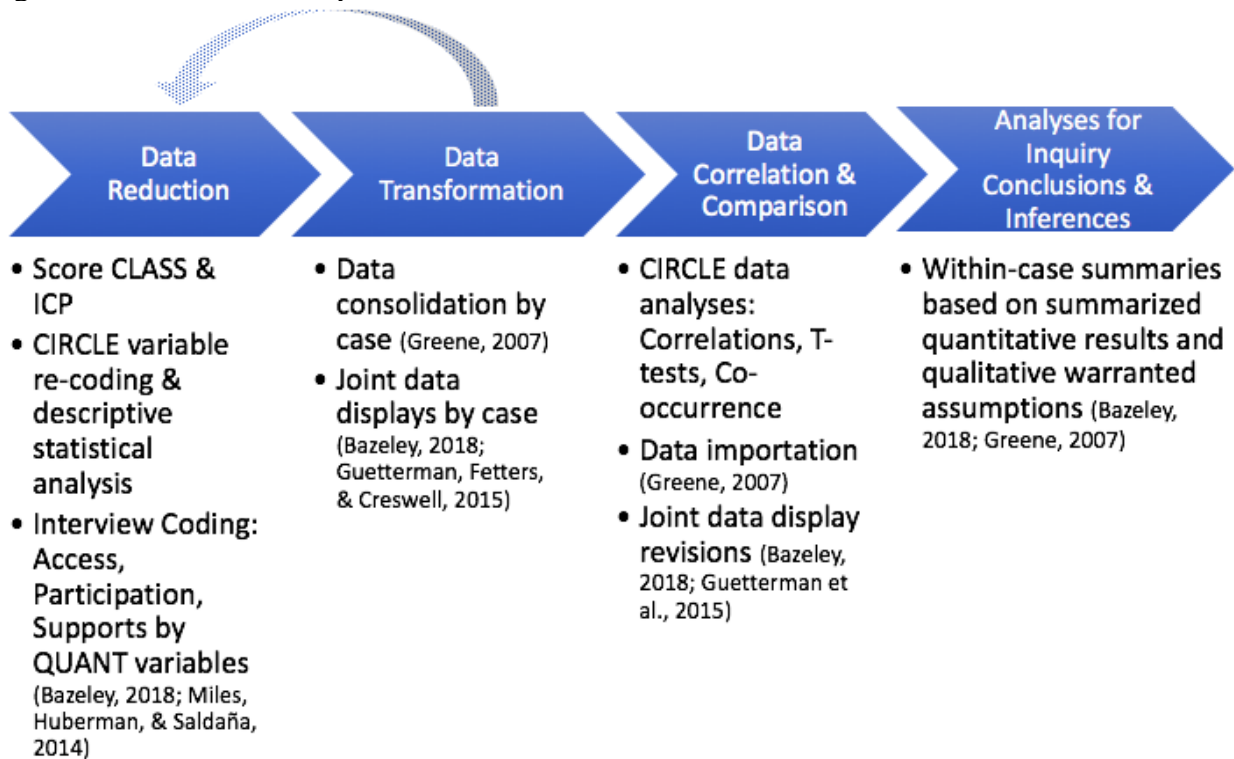 Data
Reduction
Data
Transformation
Data
Correlation &
Comparison
Analyses for
Inquiry
Conclusions &
Inferences
• Score CLASS &
ICP
• CIRCLE variable
re-coding &
descriptive
statistical
analysis
• Interview Coding:
Access,
Participation,
Supports by
QUANT variables
(Bazeley, 2018; Miles,
Huberman, & Saldaña,
2014)
• Data
consolidation by
case (Greene, 2007)
• Joint data
displays by case
(Bazeley, 2018;
Guetterman, Fetters,
& Creswell, 2015)
• CIRCLE data
analyses:
Correlations, T-
tests, Co-
occurrence
• Data importation
(Greene, 2007)
• Joint data display
revisions (Bazeley,
2018; Guetterman et
al., 2015)
• Within-case summaries
based on summarized
quantitative results and
qualitative warranted
assumptions (Bazeley,
2018; Greene, 2007)